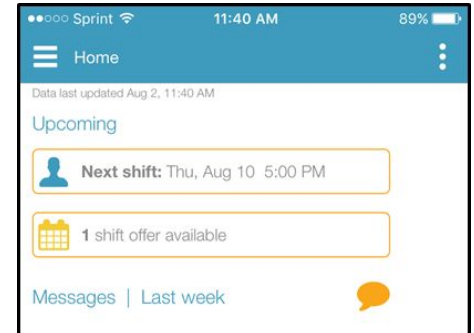 Sprint 11:40 AM 89%
Home
Data last updated Aug 2, 11:40 AM
Upcoming
Next shift: Thu, Aug 10 5:00 PM
1 shift offer available
Messages | Last week